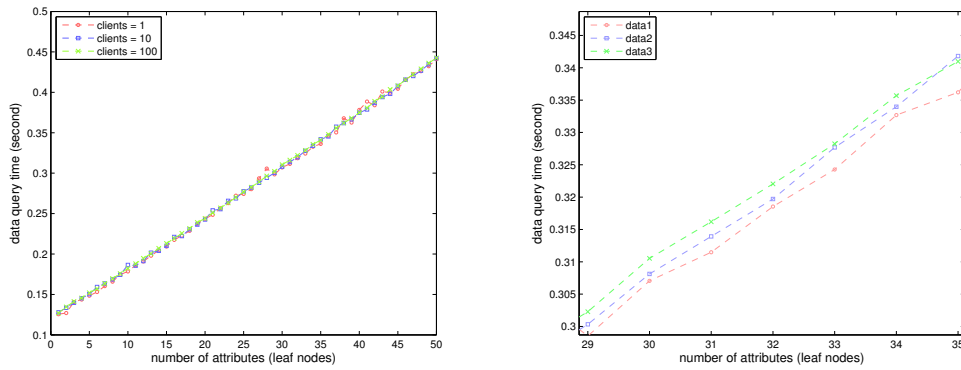 0.5
0.45
0.4
0.35
0.3
0.25
0.2
0.15
0.1
0 5 10 15 20 25 30 35 40 45 50
data query time (second)
number of attributes (leaf nodes)
clients = 1
clients = 10
clients = 100
0.345
0.34
0.335
0.33
0.325
0.32
0.315
0.31
0.305
0.3
29 30 31 32 33 34 35
data query time (second)
number of attributes (leaf nodes)
data1
data2
data3